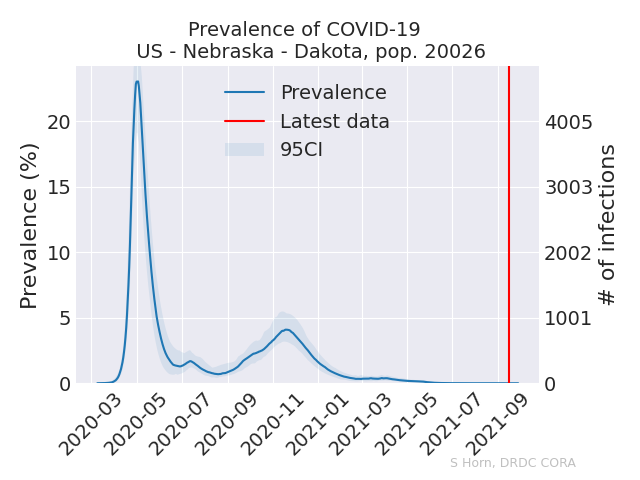 Prevalence of COVID-19
US - Nebraska - Dakota, pop. 20026
Prevalence
Latest data
95CI
Prevalence (%)
20
15
10
5
0
4005
3003
2002
1001
0
# of infections
2020-03
2020-05
2020-07
2020-09
2020-11
2021-01
2021-03
2021-05
2021-07
2021-09
S Horn, DRDC CORA